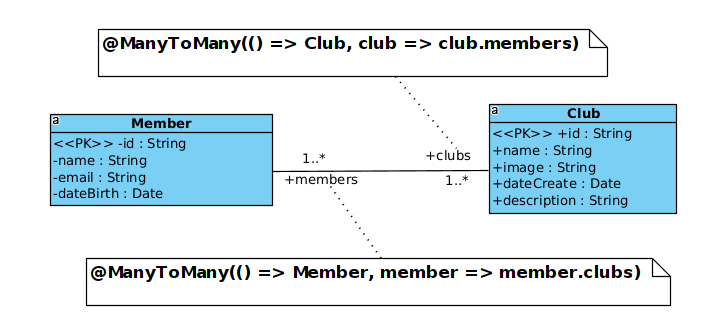 @ManyToMany(() => Club, club => club.members)
a
Member
<<PK>> -id : String
-name : String
-email : String
-dateBirth : Date
1..*
+members
+clubs
1..*
a
Club
<<PK>> +id : String
+name : String
+image : String
+dateCreate : Date
+description : String
@ManyToMany(() => Member, member => member.clubs)